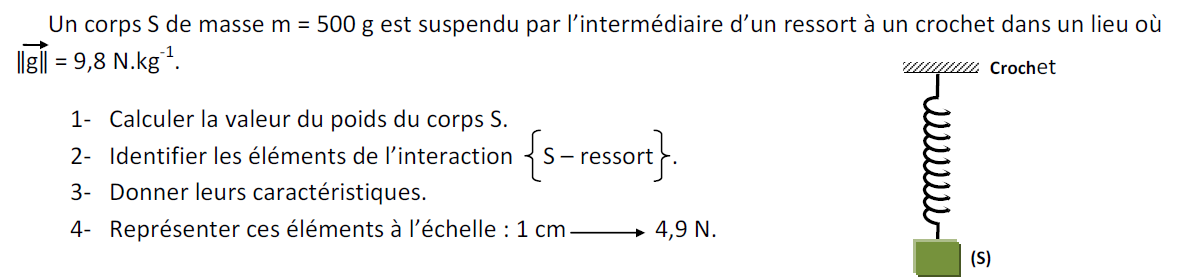 Un corps S de masse m = 500 g est suspendu par l’intermédiaire d’un ressort à un crochet dans un lieu où
||g⃗|| = 9,8 N.kg⁻¹.
Crochet
1- Calculer la valeur du poids du corps S.
2- Identifier les éléments de l’interaction {S – ressort}.
3- Donner leurs caractéristiques.
4- Représenter ces éléments à l’échelle : 1 cm → 4,9 N.
(S)